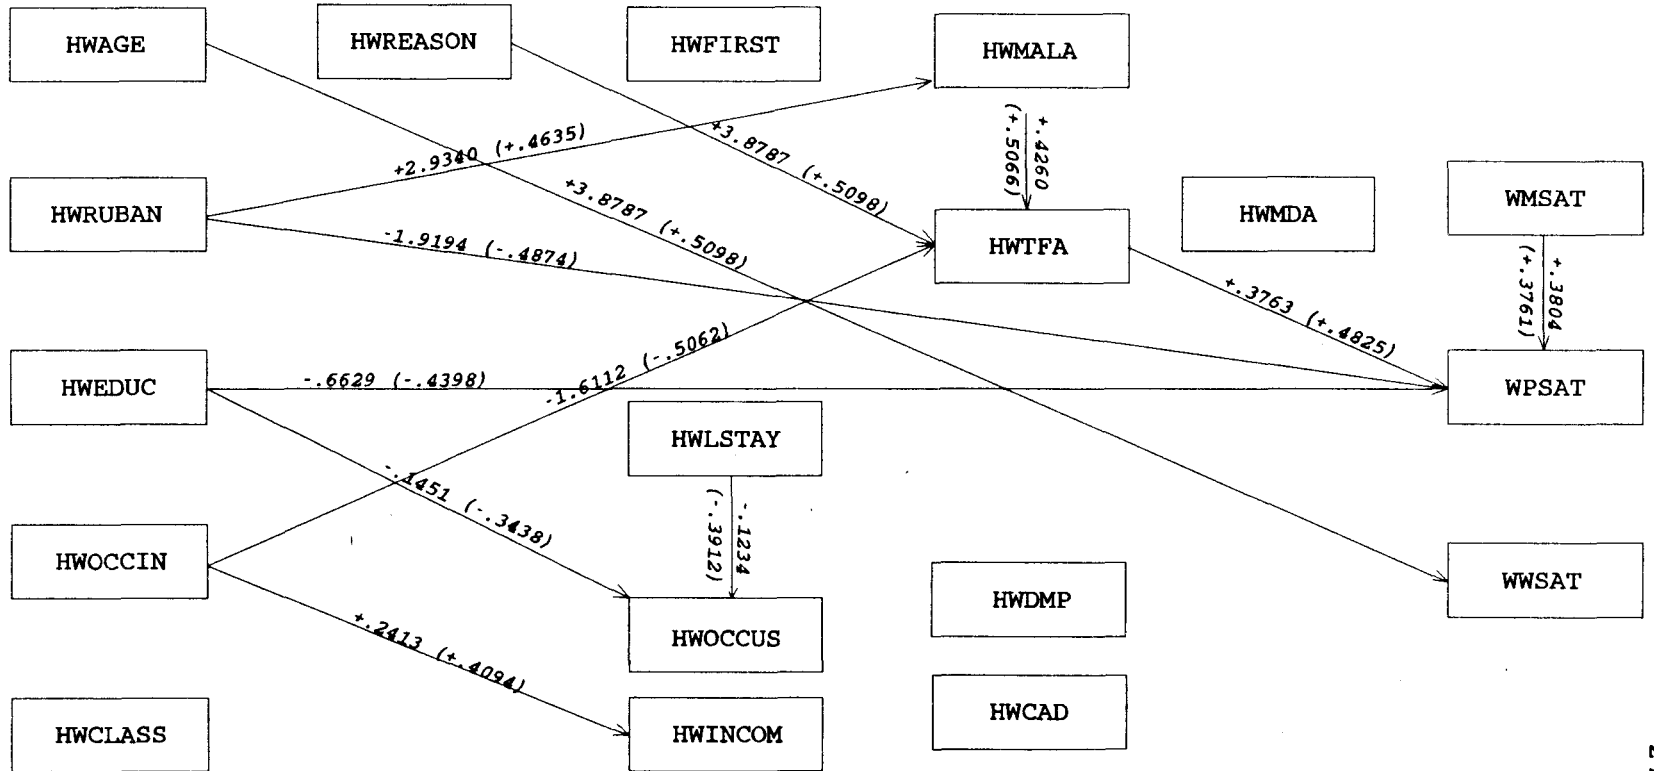 HWAGE
HWREASON
HWFIRST
HWMALA
+.4260
(+.5066)
+3.8787 (+.5098)
+2.9340 (+.4635)
HWRUBAN
+3.8787 (+.5098)
-1.9194 (-.4874)
HWTFA
HWMDA
WMSAT
+.3804
(+.3761)
+.3763 (+.4825)
HWEDUC
-.6629 (-.4398)
-1.6112 (-.5062)
WPSAT
HWLSTAY
-.1451 (-.3438)
-.1234
(-.3912)
HWOCCIN
WWSAT
HWDMP
HWOCCUS
+.2413 (+.4094)
HWCLASS
HWINCOM
HWCAD